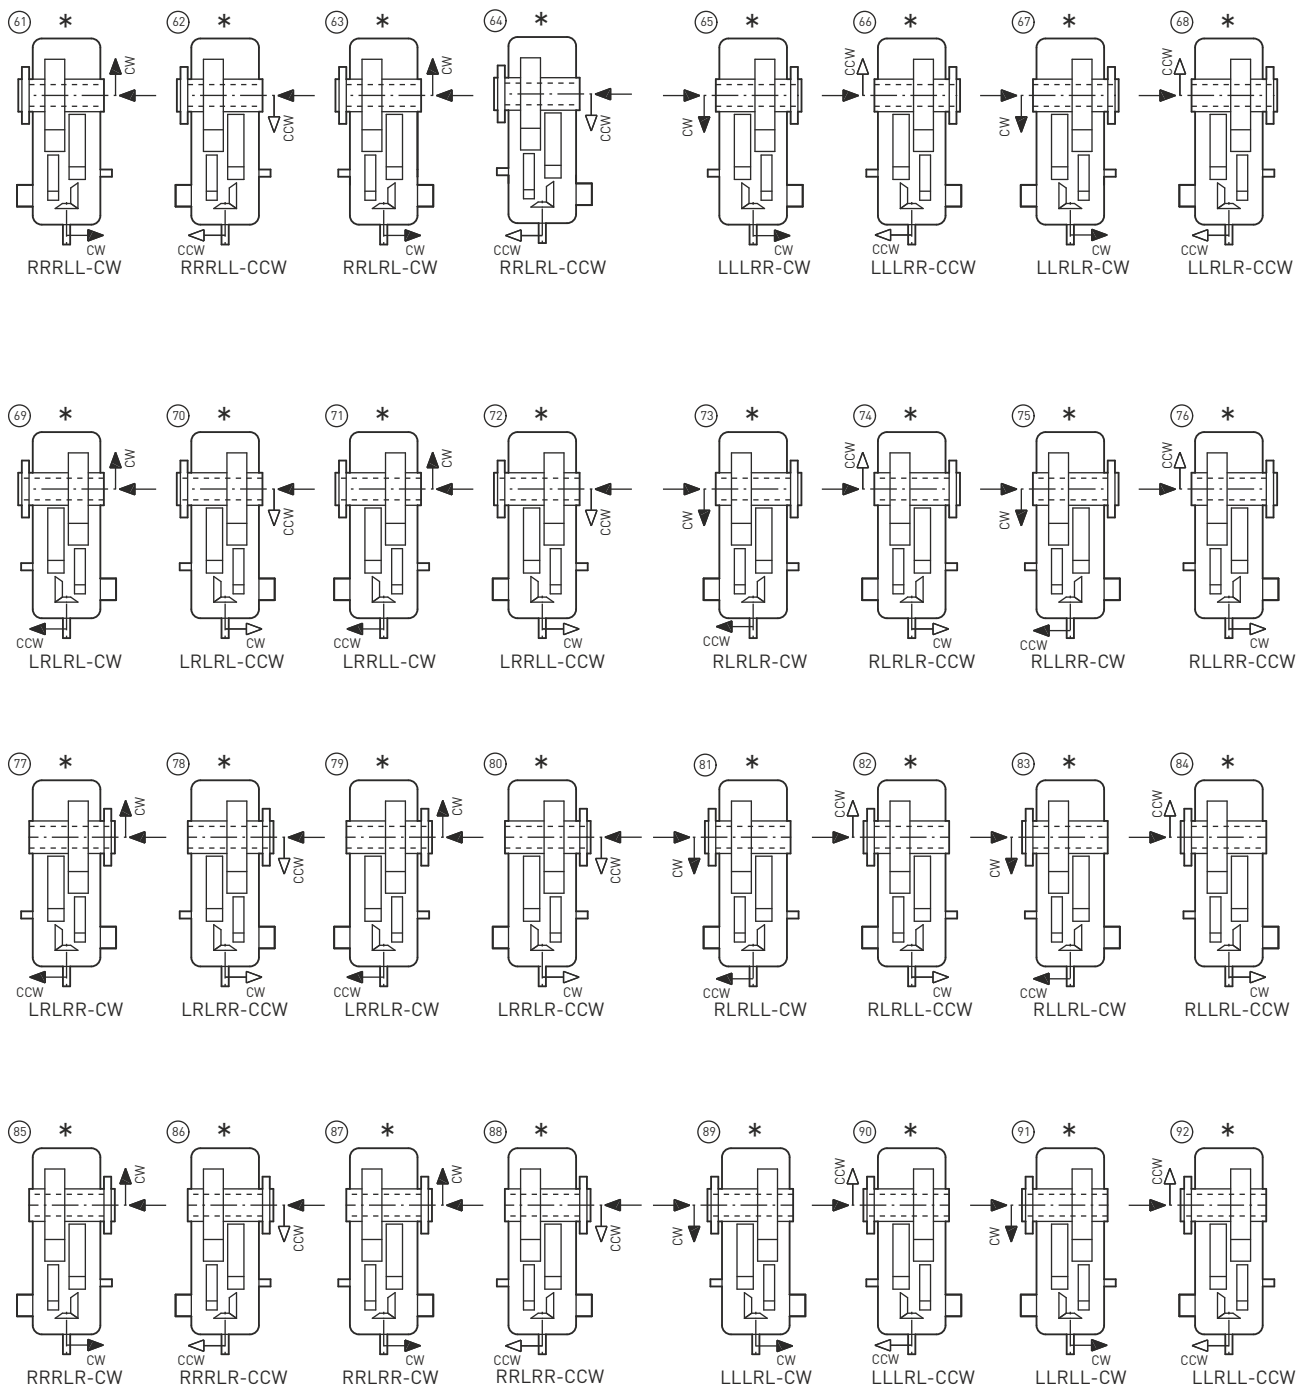 61 * 62 * 63 * 64 * 65 * 66 * 67 * 68 *
CW CCW CW CCW CW CCW CW CCW
CW CCW CW CCW CW CCW CW CCW
RRRLL-CW RRRLL-CCW RRLRL-CW RRLRL-CCW LLLRR-CW LLLRR-CCW LLRLR-CW LLRLR-CCW
69 * 70 * 71 * 72 * 73 * 74 * 75 * 76 *
CW CCW CW CCW CW CCW CW CCW
CCW CW CCW CW CCW CW CCW CW
LRLRL-CW LRLRL-CCW LRRLL-CW LRRLL-CCW RLRLR-CW RLRLR-CCW RLLRR-CW RLLRR-CCW
77 * 78 * 79 * 80 * 81 * 82 * 83 * 84 *
CW CCW CW CCW CW CCW CW CCW
CCW CW CCW CW CCW CW CCW CW
LRLRR-CW LRLRR-CCW LRRLR-CW LRRLR-CCW RLRLL-CW RLRLL-CCW RLLRL-CW RLLRL-CCW
85 * 86 * 87 * 88 * 89 * 90 * 91 * 92 *
CW CCW CW CCW CW CCW CW CCW
CW CCW CW CCW CW CCW CW CCW
RRRLR-CW RRRLR-CCW RRLRR-CW RRLRR-CCW LLLRL-CW LLLRL-CCW LLRLL-CW LLRLL-CCW